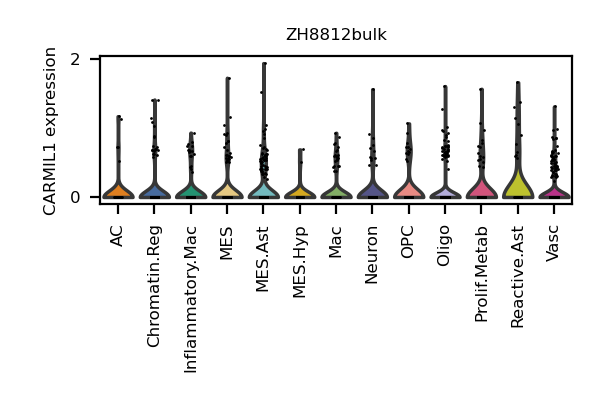 ZH8812bulk
CARMIL1 expression
2
0
AC
Chromatin.Reg
Inflammatory.Mac
MES
MES.Ast
MES.Hyp
Mac
Neuron
OPC
Oligo
Prolif.Metab
Reactive.Ast
Vasc